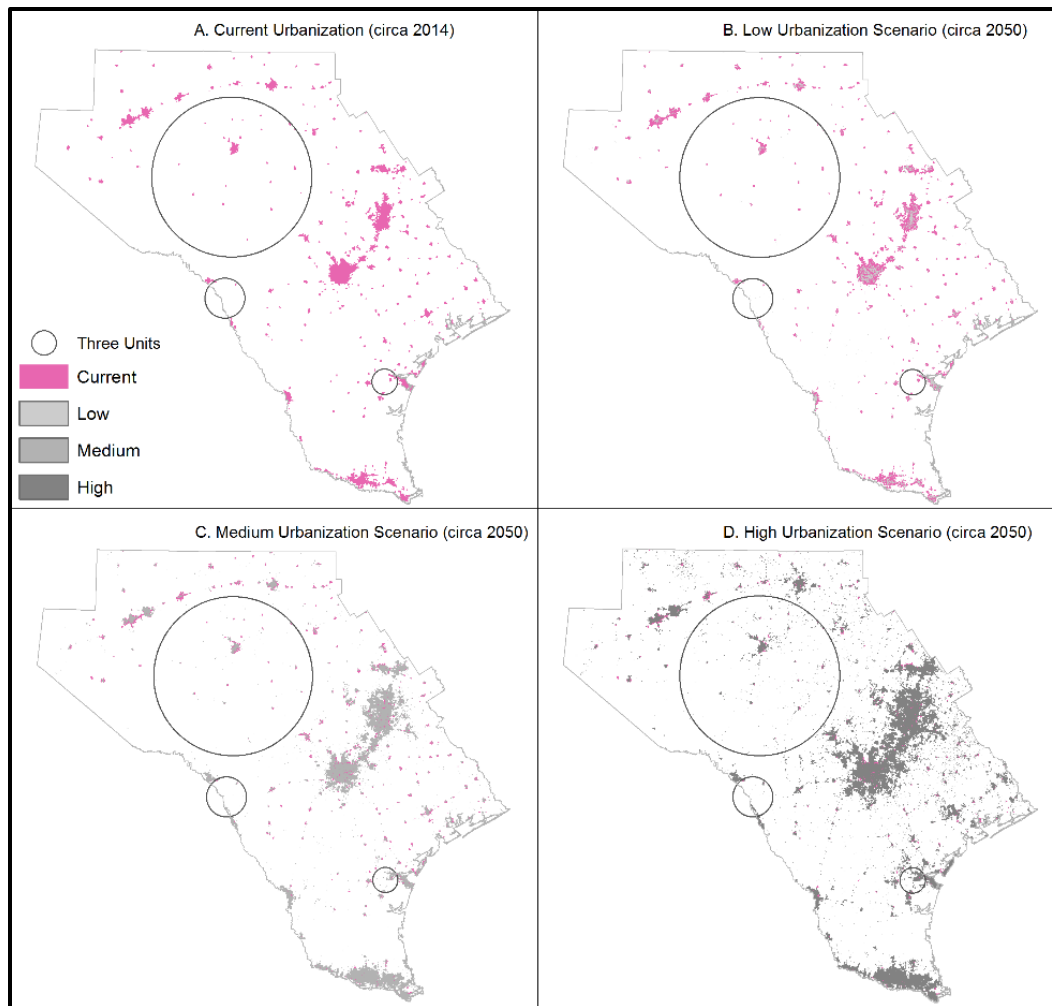 A. Current Urbanization (circa 2014)
B. Low Urbanization Scenario (circa 2050)
Three Units
Current
Low
Medium
High
C. Medium Urbanization Scenario (circa 2050)
D. High Urbanization Scenario (circa 2050)